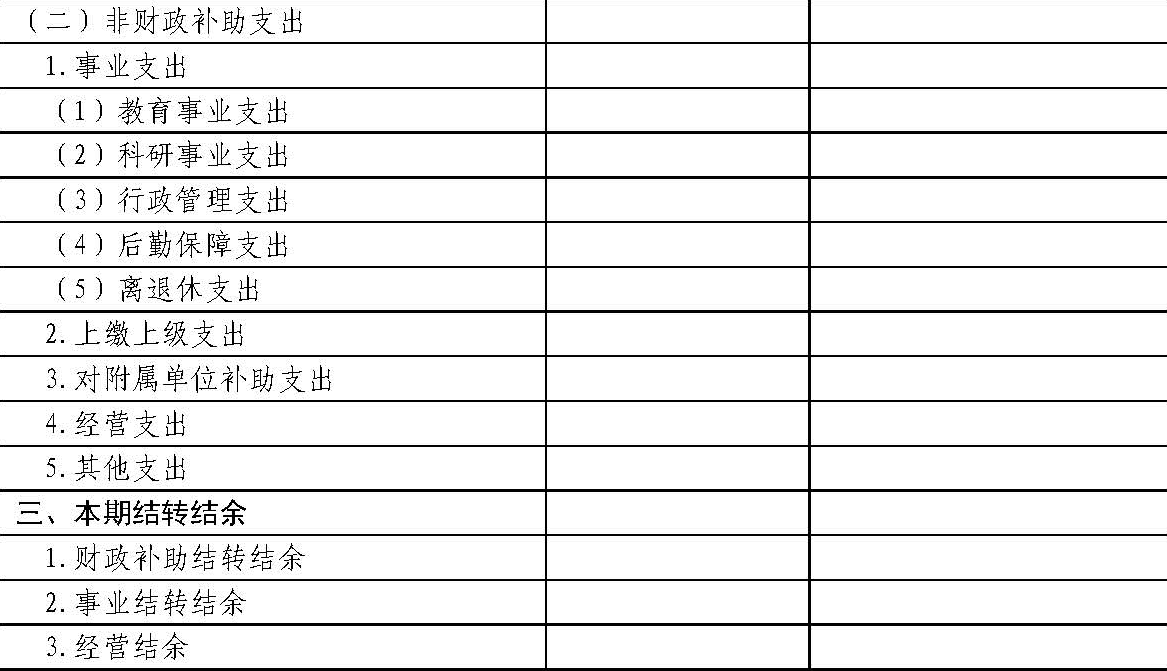 （二）非财政补助支出
1.事业支出
（1）教育事业支出
（2）科研事业支出
（3）行政管理支出
（4）后勤保障支出
（5）离退休支出
2.上缴上级支出
3.对附属单位补助支出
4.经营支出
5.其他支出
三、本期结转结余
1.财政补助结转结余
2.事业结转结余
3.经营结余